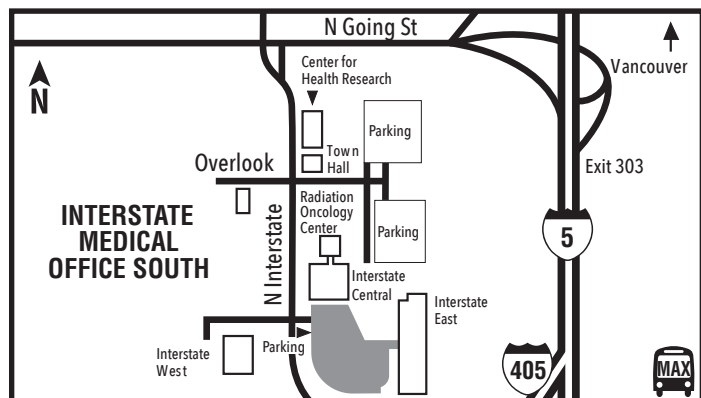 N Going St
Center for
Health Research
Vancouver
N
Parking
Town
Hall
Overlook
Exit 303
Radiation
Oncology
Center
INTERSTATE
MEDICAL
OFFICE SOUTH
N Interstate
Parking
5
Interstate
Central
Interstate
East
Parking
Interstate
West
405
MAX